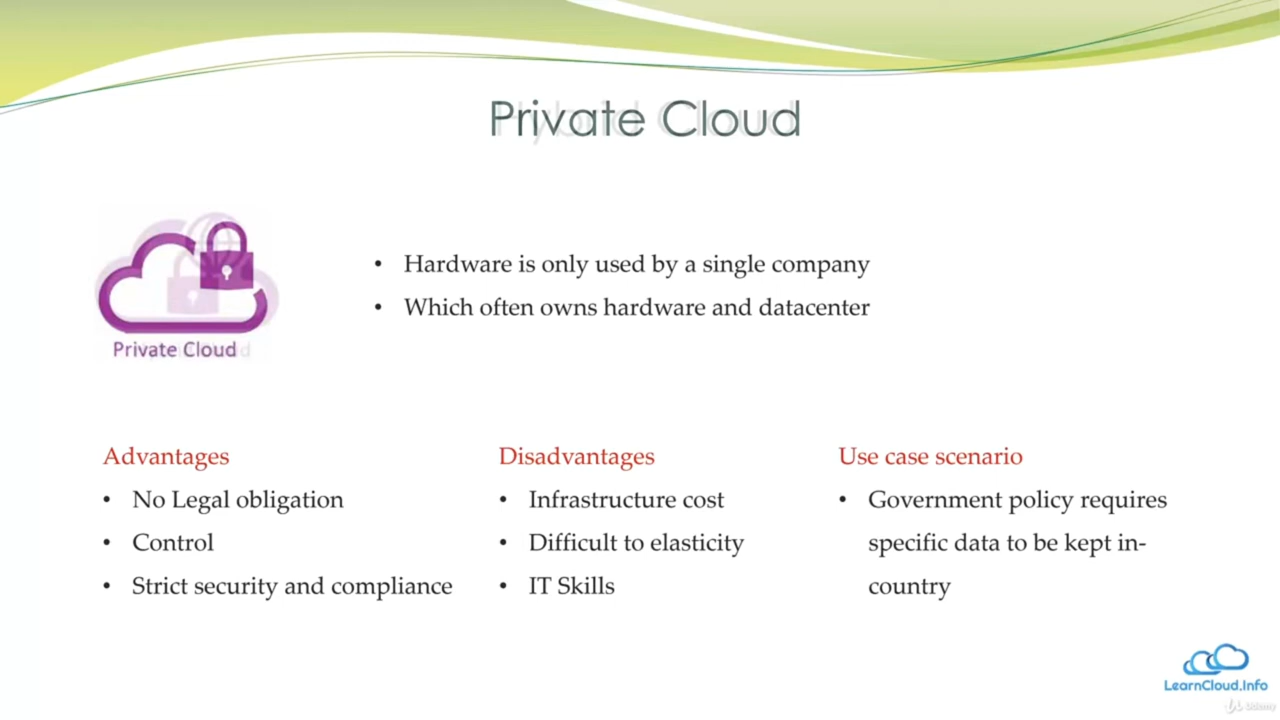 Private Cloud
• Hardware is only used by a single company
• Which often owns hardware and datacenter
Private Cloud
Advantages
• No Legal obligation
• Control
• Strict security and compliance
Disadvantages
• Infrastructure cost
• Difficult to elasticity
• IT Skills
Use case scenario
• Government policy requires
specific data to be kept in-
country
LearnCloud.Info
Udemy